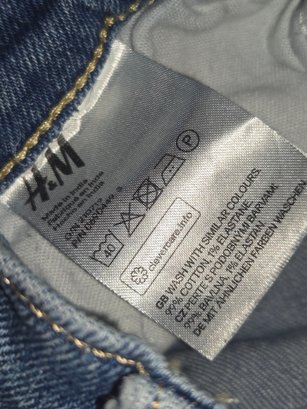 H&M
Made in India
40
P
clevercare.info
GB WASH WITH SIMILAR COLOURS.
99% COTTON 1% ELASTANE
CZ PERTE S PODOBNÝMI BARVAMI.
99% BAVLNA 1% ELASTAN
DE MIT ÄHNLICHEN FARBEN WASCHEN